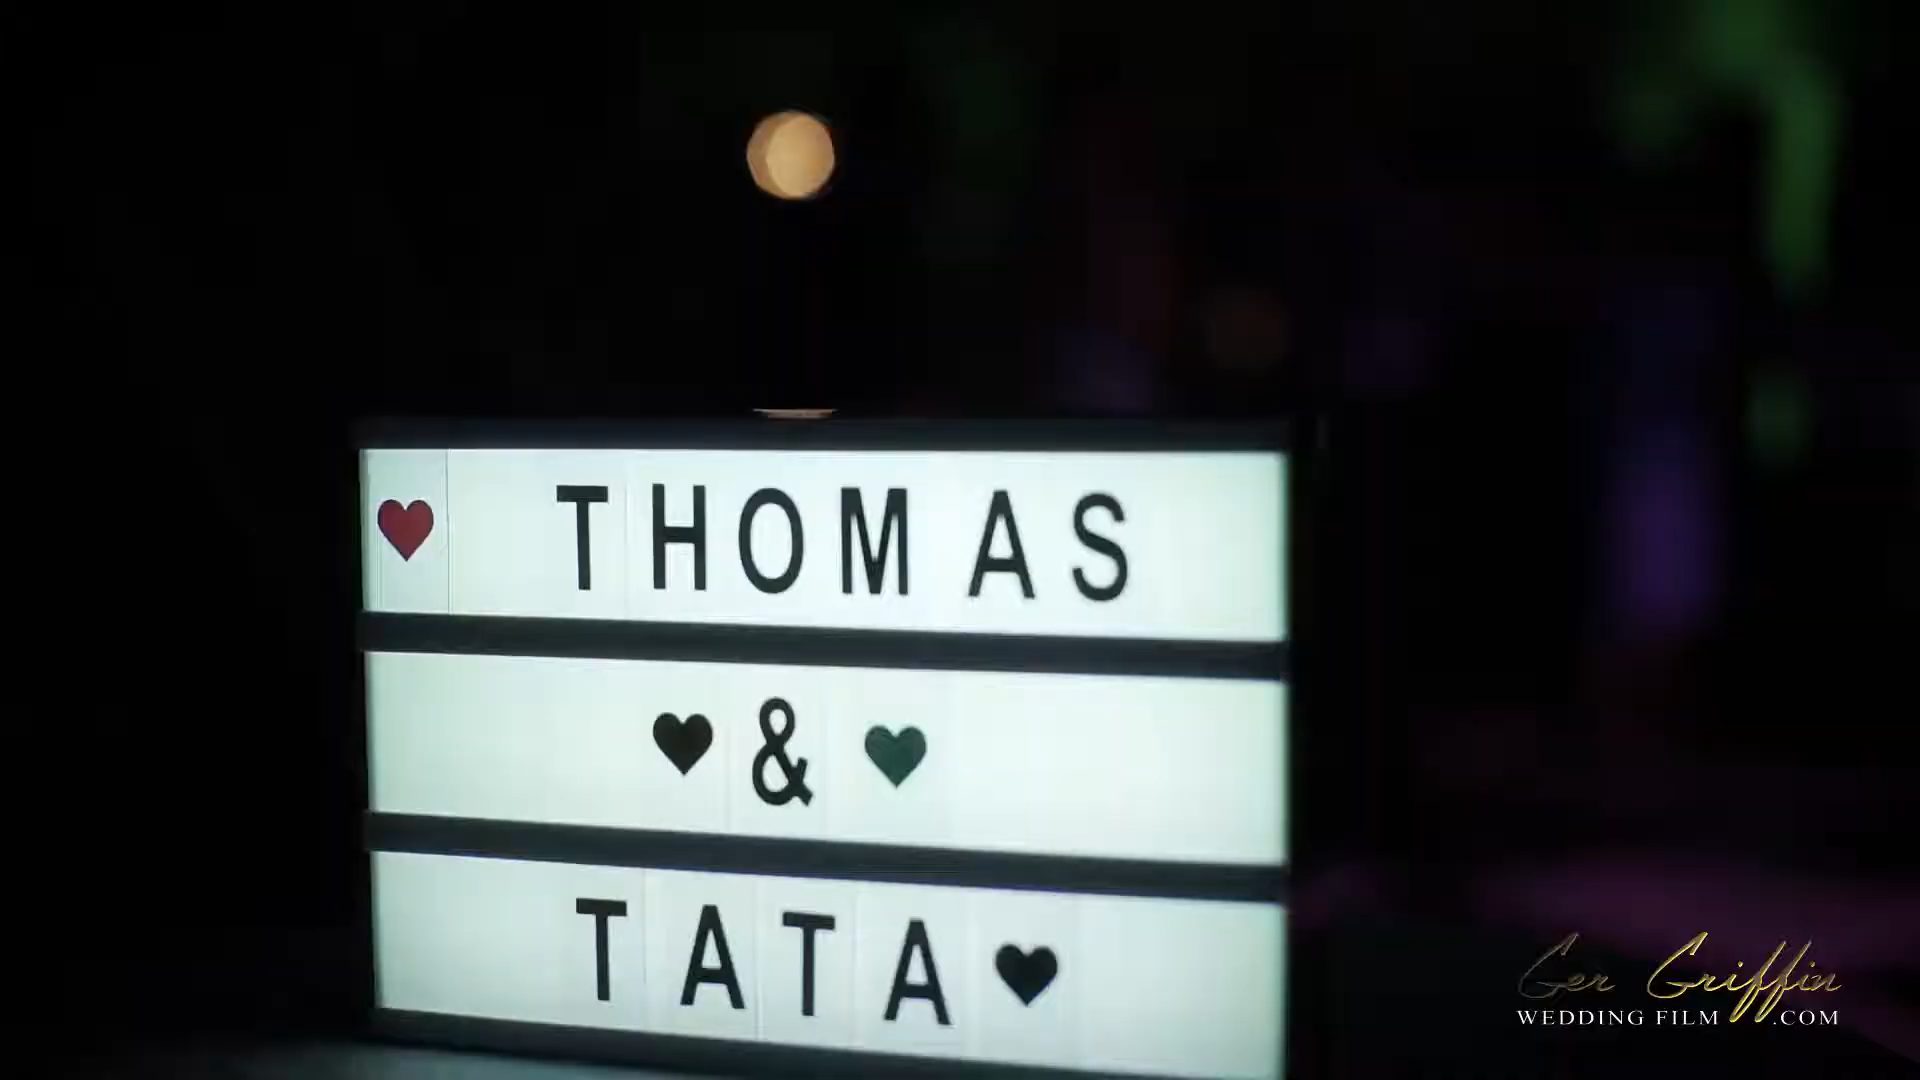 ♥ THOMAS
♥ & ♥
TATA ♥
Ger Griffin
WEDDING FILM .COM